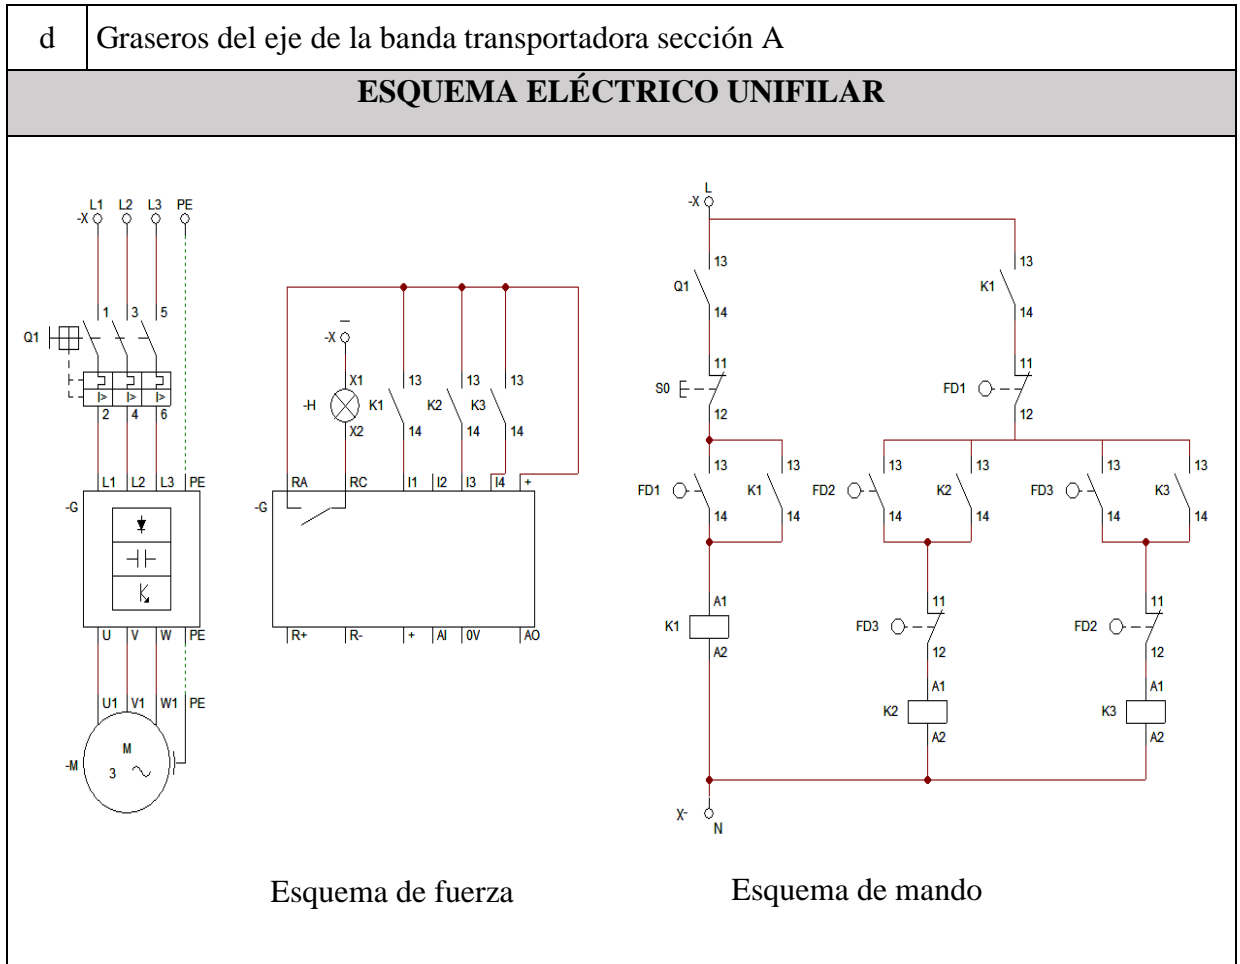 d Graseros del eje de la banda transportadora sección A
ESQUEMA ELÉCTRICO UNIFILAR
L1 L2 L3 PE
-X
1 3 5
Q1
I> I> I>
2 4 6
L1 L2 L3 PE
-G
U V W PE
U1 V1 W1 PE
-M
M
3
-X
X1
-H
X2
13 13 13
K1 K2 K3
14 14 14
RA RC I1 I2 I3 I4 +
-G
R+ R- + AI 0V AO
L
-X
13 13
Q1 K1
14 14
11 11
S0 FD1
12 12
13 13 13 13 13 13
FD1 K1 FD2 K2 FD3 K3
14 14 14 14 14 14
A1 11 11
K1 FD3 FD2
A2 12 12
A1 A1
K2 K3
A2 A2
X-
N
Esquema de fuerza
Esquema de mando